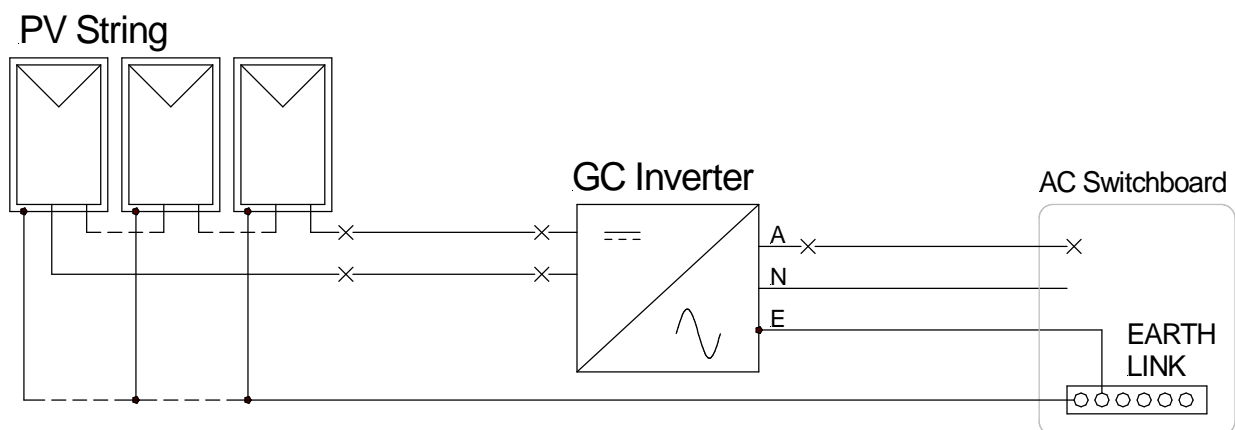 PV String
GC Inverter
AC Switchboard
A
N
E
EARTH
LINK